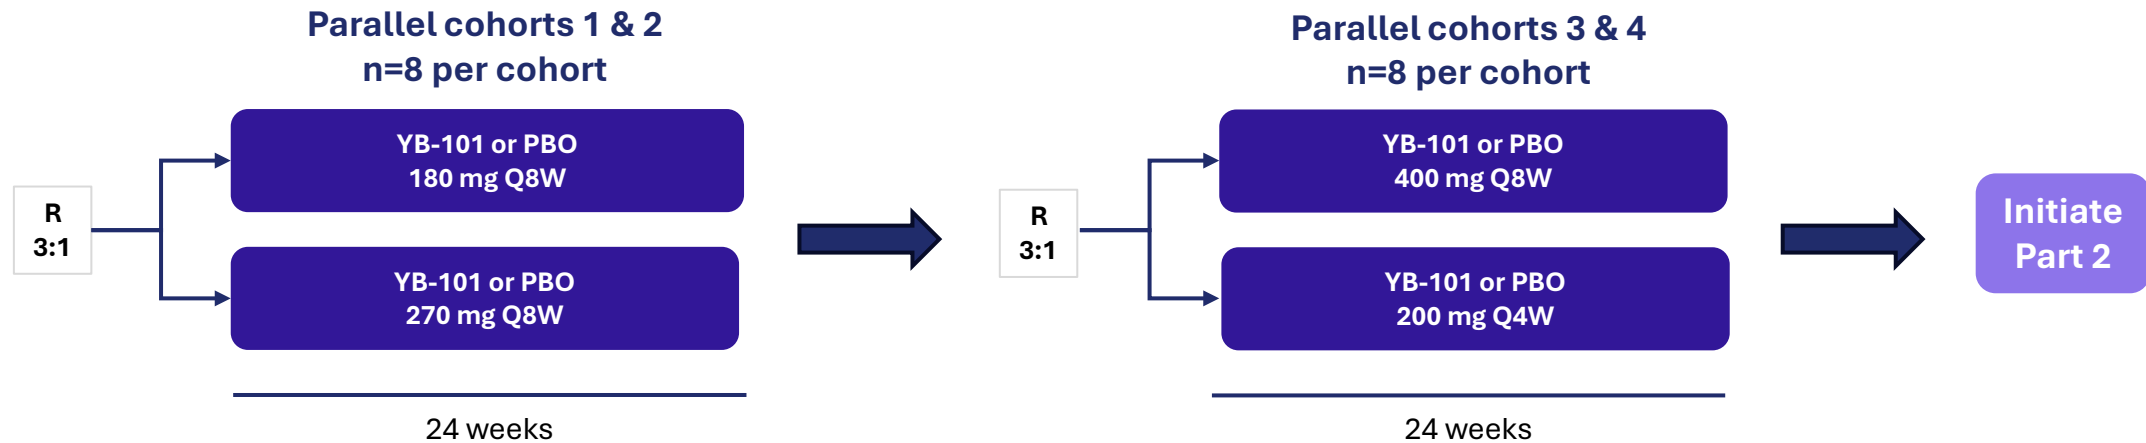 Parallel cohorts 1 & 2
n=8 per cohort
R
3:1
YB-101 or PBO
180 mg Q8W
YB-101 or PBO
270 mg Q8W
24 weeks
Parallel cohorts 3 & 4
n=8 per cohort
R
3:1
YB-101 or PBO
400 mg Q8W
YB-101 or PBO
200 mg Q4W
24 weeks
Initiate
Part 2